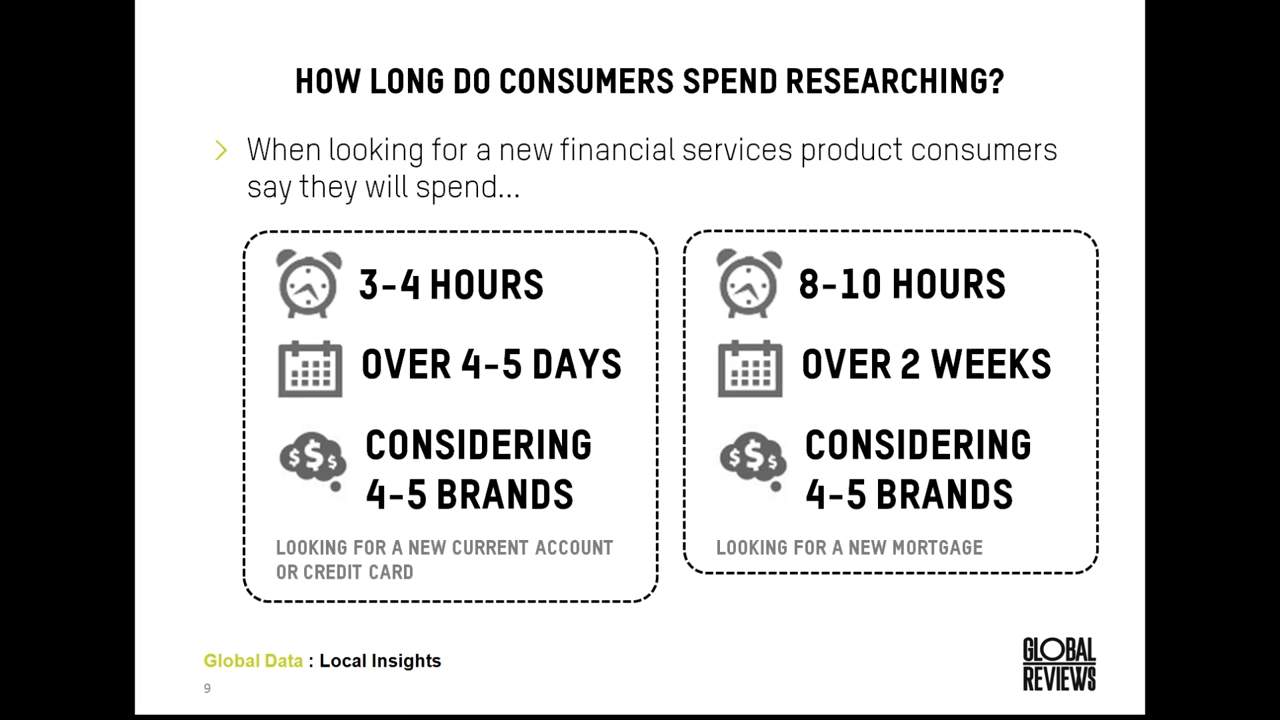 HOW LONG DO CONSUMERS SPEND RESEARCHING?
When looking for a new financial services product consumers
say they will spend...
3-4 HOURS
OVER 4-5 DAYS
CONSIDERING
4-5 BRANDS
LOOKING FOR A NEW CURRENT ACCOUNT
OR CREDIT CARD
8-10 HOURS
OVER 2 WEEKS
CONSIDERING
4-5 BRANDS
LOOKING FOR A NEW MORTGAGE
Global Data : Local Insights
9
GLOBAL
REVIEWS